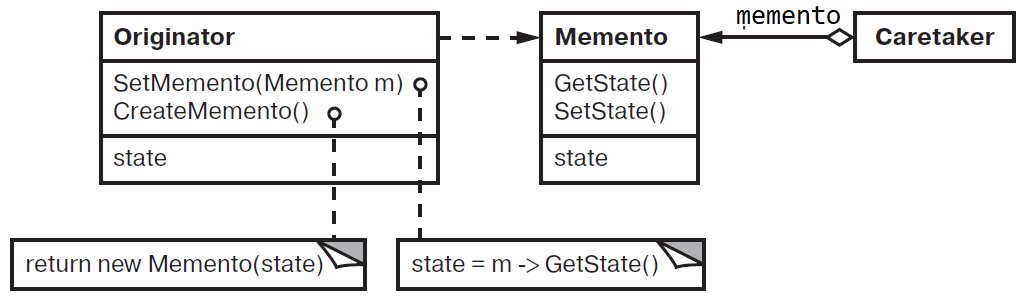 Originator
SetMemento(Memento m)
CreateMemento()
state
Memento
GetState()
SetState()
state
memento
Caretaker
return new Memento(state)
state = m -> GetState()